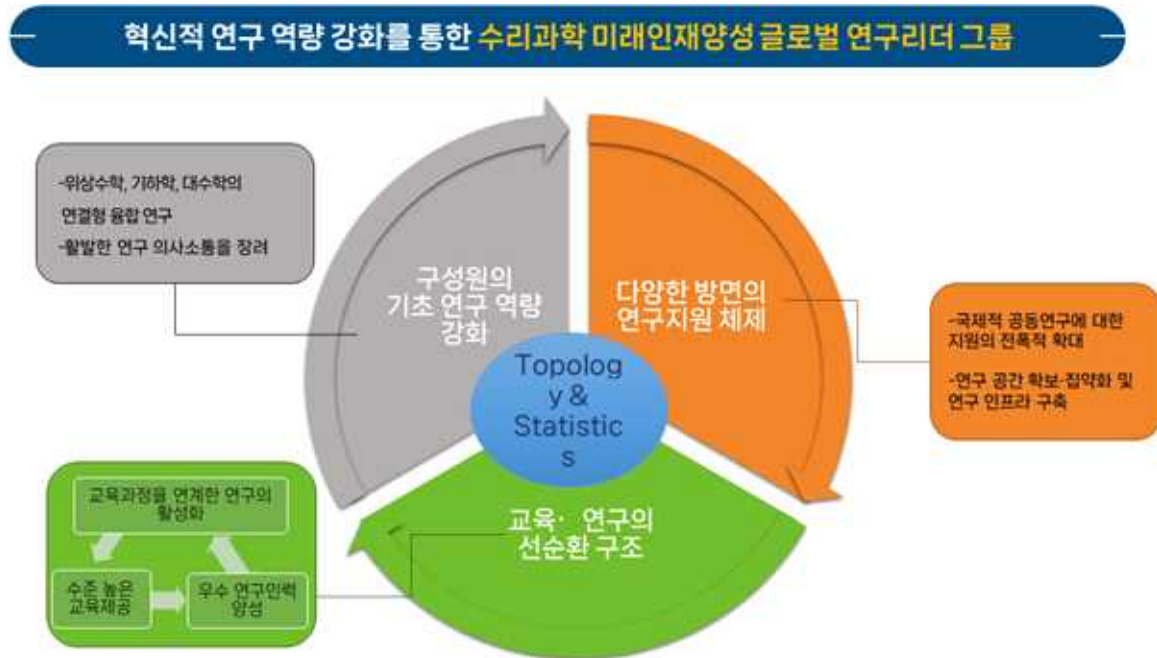 혁신적 연구 역량 강화를 통한 수리과학 미래인재양성 글로벌 연구리더 그룹
-위상수학, 기하학, 대수학의
연결형 융합 연구
-활발한 연구 의사소통을 장려
구성원의
기초 연구 역량
강화
다양한 방면의
연구지원 체제
-국제적 공동연구에 대한
지원의 전폭적 확대
-연구 공간 확보·집약화 및
연구 인프라 구축
Topolog
y &
Statistic
s
교육· 연구의
선순환 구조
교육과정을 연계한 연구의
활성화
수준 높은
교육제공
우수 연구인력
양성